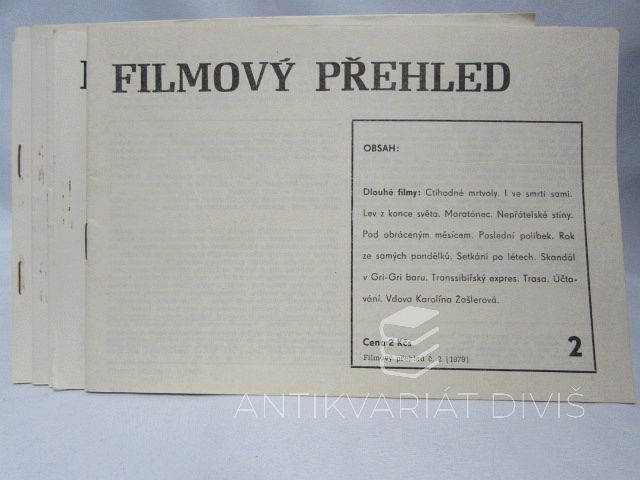 FILMOVÝ PŘEHLED
OBSAH:
Dlouhé filmy: Ctihodné mrtvoly. I ve smrti sami.
Lev z konce světa. Maratónec. Nepřátelské stíny.
Pod obráceným měsícem. Poslední polibek. Rok
ze samých pondělků. Setkání po létech. Skandál
v Gri-Gri baru. Transsibiřský expres. Trasa. Účto-
vání. Vdova Karolína Žašlerová.
Cena 2 Kčs
2
Filmový přehled č. 2 (1979)
ANTIKVARIÁT DIVIŠ